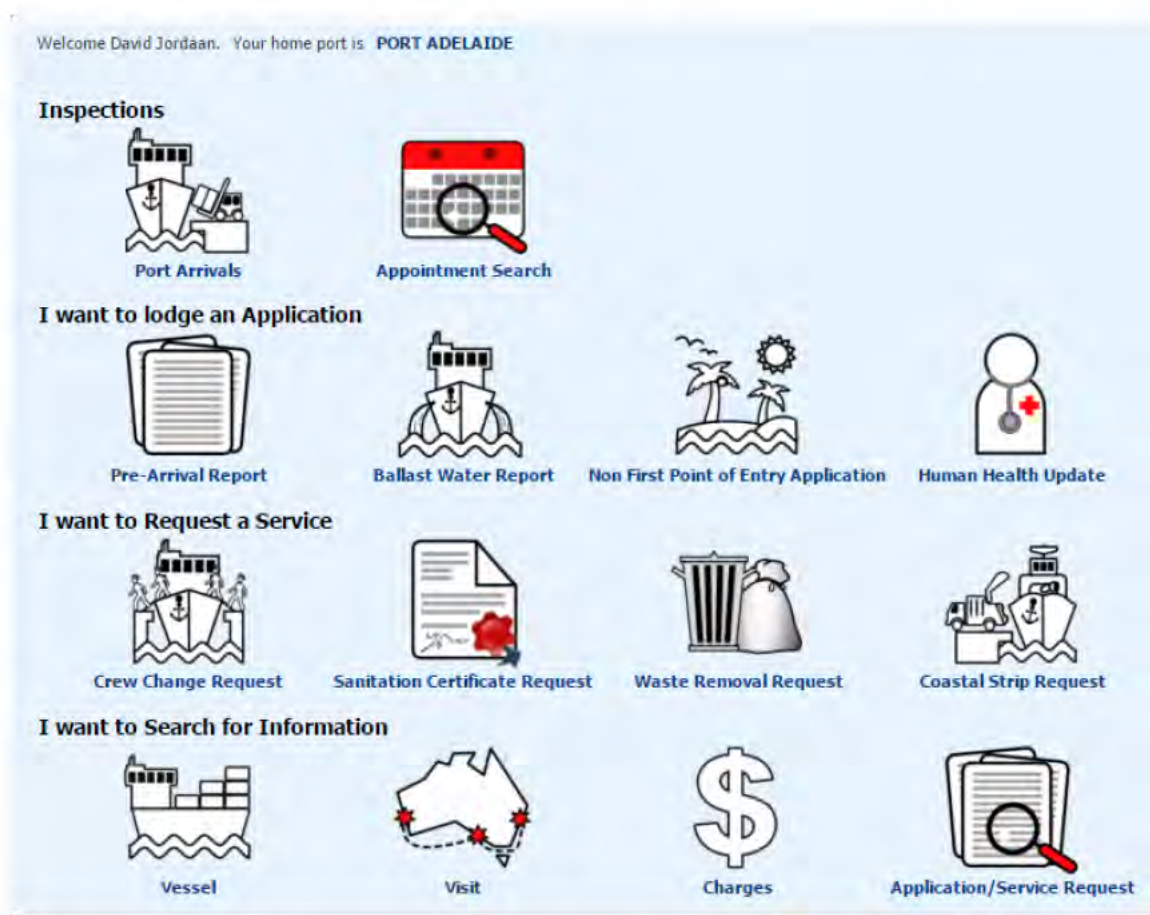 Welcome David Jordaan. Your home port is PORT ADELAIDE
Inspections
Port Arrivals
Appointment Search
I want to lodge an Application
Pre-Arrival Report
Ballast Water Report
Non First Point of Entry Application
Human Health Update
I want to Request a Service
Crew Change Request
Sanitation Certificate Request
Waste Removal Request
Coastal Strip Request
I want to Search for Information
Vessel
Visit
Charges
Application/Service Request